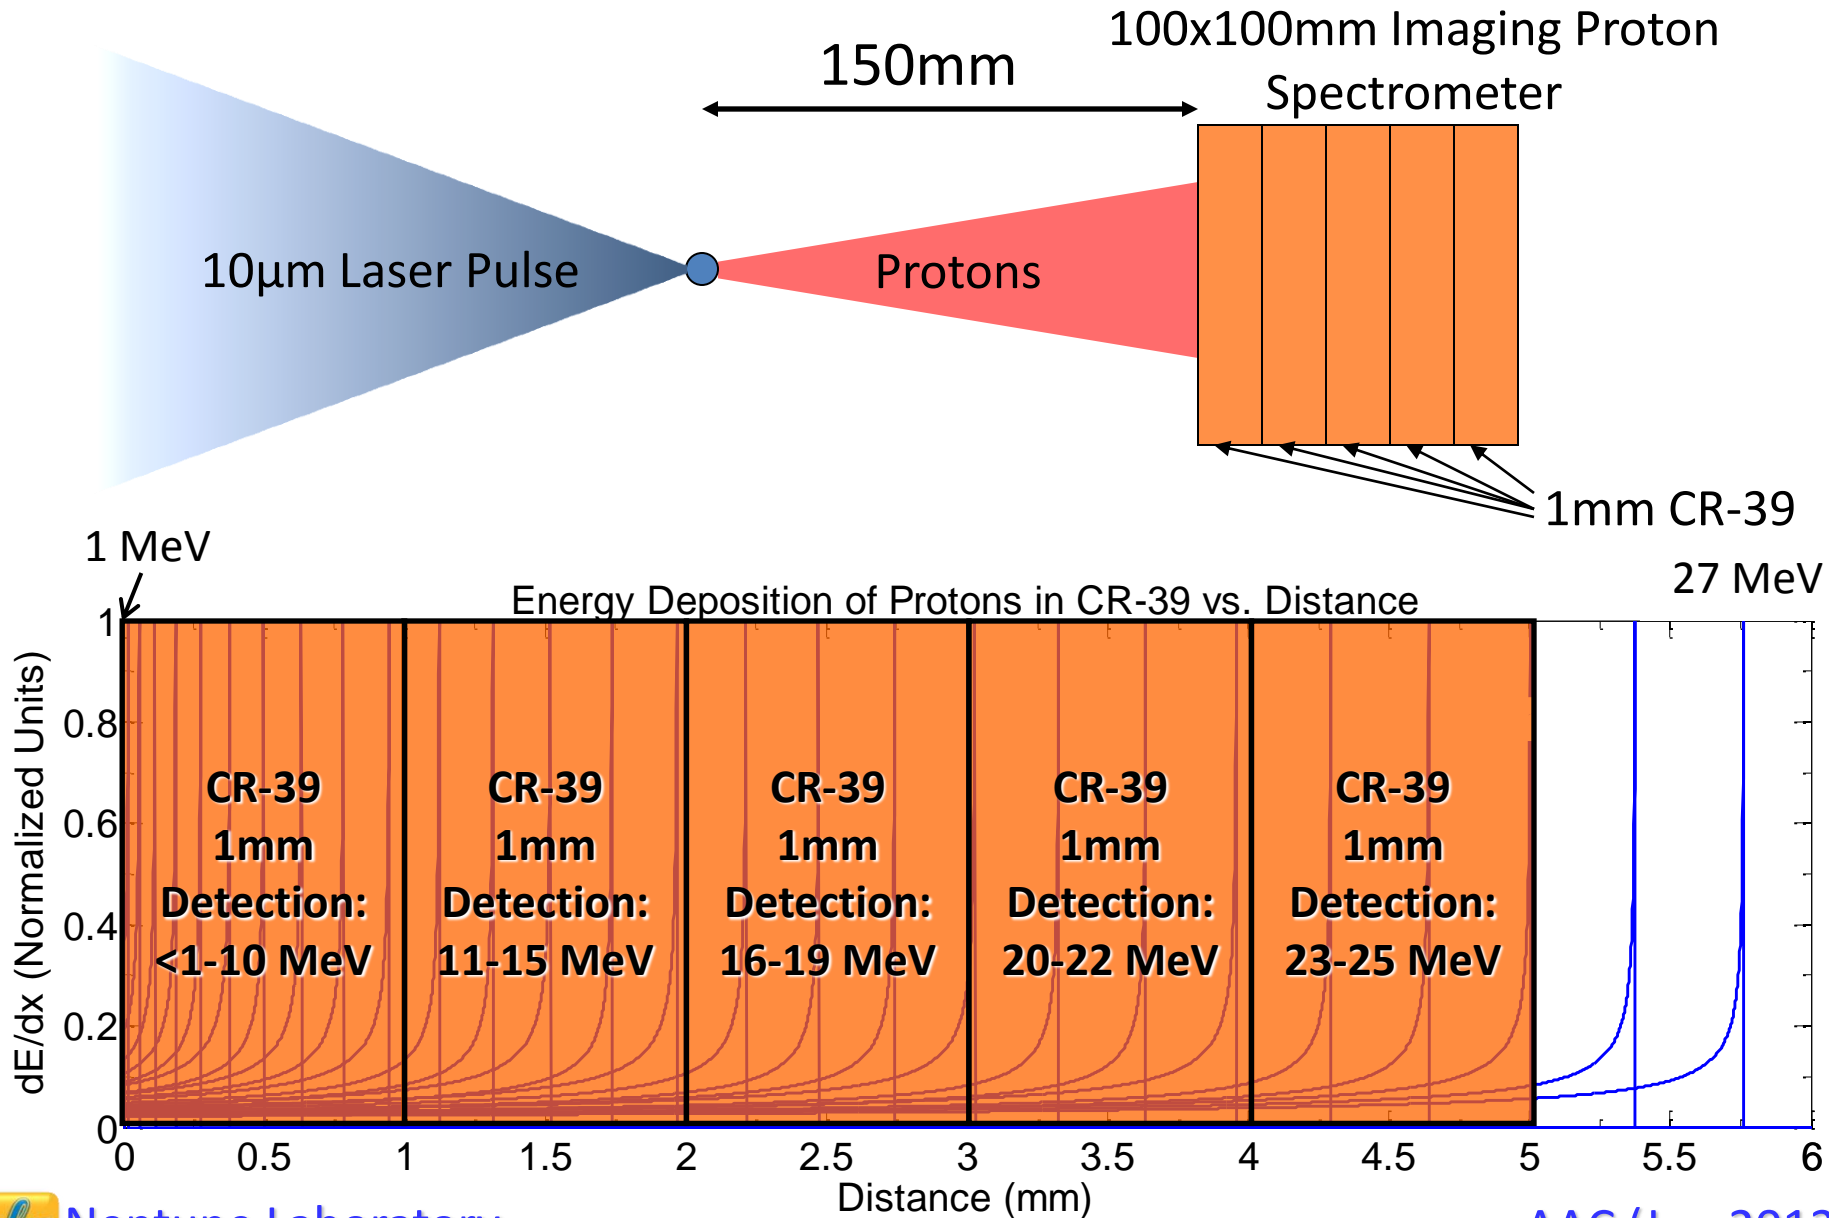 100x100mm Imaging Proton
Spectrometer
150mm
10µm Laser Pulse
Protons
1mm CR-39
1 MeV
27 MeV
Energy Deposition of Protons in CR-39 vs. Distance
dE/dx (Normalized Units)
1
0.8
0.6
0.4
0.2
0
CR-39
1mm
Detection:
<1-10 MeV
CR-39
1mm
Detection:
11-15 MeV
CR-39
1mm
Detection:
16-19 MeV
CR-39
1mm
Detection:
20-22 MeV
CR-39
1mm
Detection:
23-25 MeV
0 0.5 1 1.5 2 2.5 3 3.5 4 4.5 5 5.5 6
Distance (mm)
Neptune Laboratory